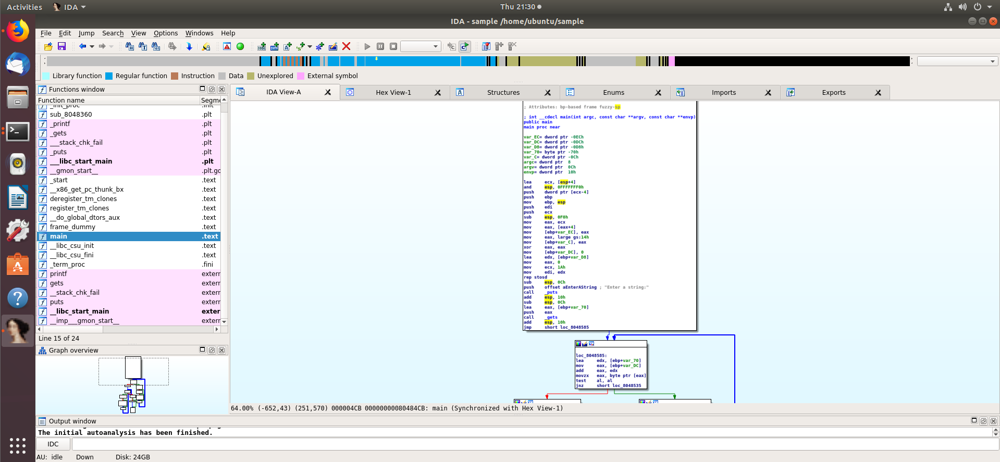 Activities
IDA
Thu 21:30
IDA - sample /home/ubuntu/sample
File Edit Jump Search View Options Windows Help
Library function Regular function Instruction Data Unexplored External symbol
Functions window
Function name Segme
_init_proc .init
sub_8048360 .plt
_printf .plt
_gets .plt
___stack_chk_fail .plt
_puts .plt
___libc_start_main .plt
__gmon_start__ .plt.gc
_start .text
__x86_get_pc_thunk_bx .text
deregister_tm_clones .text
register_tm_clones .text
__do_global_dtors_aux .text
frame_dummy .text
main .text
__libc_csu_init .text
__libc_csu_fini .text
_term_proc .fini
printf exterr
gets exterr
__stack_chk_fail exterr
puts exterr
__libc_start_main exter
__imp___gmon_start__ exterr
Line 15 of 24
Graph overview
IDA View-A
Hex View-1
Structures
Enums
Imports
Exports
; Attributes: bp-based frame fuzzy-sp
; int __cdecl main(int argc, const char **argv, const char **envp)
public main
main proc near
var_EC= dword ptr -0ECh
var_DC= dword ptr -0DCh
var_D8= dword ptr -0D8h
var_70= byte ptr -70h
var_C= dword ptr -0Ch
argc= dword ptr 8
argv= dword ptr 0Ch
envp= dword ptr 10h
lea ecx, [esp+4]
and esp, 0FFFFFFF0h
push dword ptr [ecx-4]
push ebp
mov ebp, esp
push edi
push ecx
sub esp, 0F0h
mov eax, ecx
mov eax, [eax+4]
mov [ebp+var_EC], eax
mov eax, large gs:14h
mov [ebp+var_C], eax
xor eax, eax
mov [ebp+var_DC], 0
lea edx, [ebp+var_D8]
mov eax, 0
mov ecx, 1Ah
mov edi, edx
rep stosd
sub esp, 0Ch
push offset aEnterAString ; "Enter a string:"
call _puts
add esp, 10h
sub esp, 0Ch
lea eax, [ebp+var_70]
push eax
call _gets
add esp, 10h
jmp short loc_8048585
loc_8048585:
lea edx, [ebp+var_70]
mov eax, [ebp+var_DC]
add eax, edx
movzx eax, byte ptr [eax]
test al, al
jnz short loc_8048535
64.00% (-652,43) (251,570) 000004CB 00000000080484CB: main (Synchronized with Hex View-1)
Output window
The initial autoanalysis has been finished.
IDC
AU: idle Down Disk: 24GB